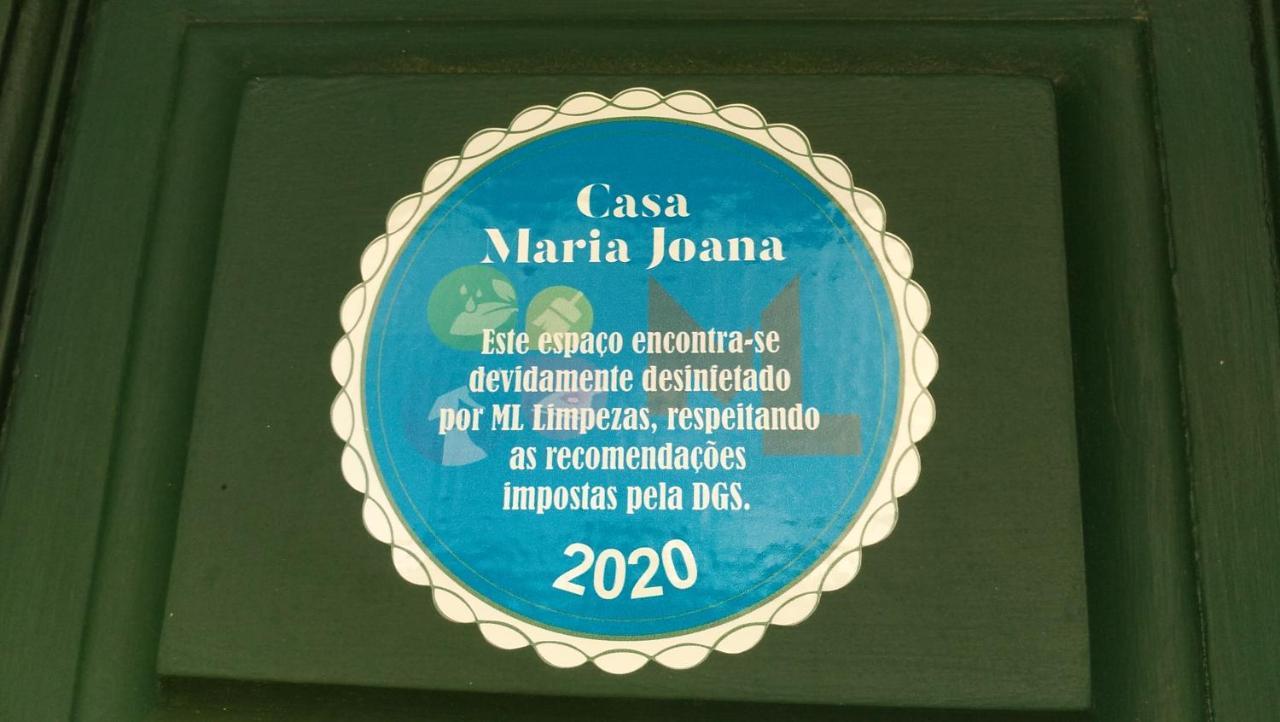 Casa
Maria Joana
Este espaço encontra-se
devidamente desinfetado
por ML Limpezas, respeitando
as recomendações
impostas pela DGS.
2020
ML